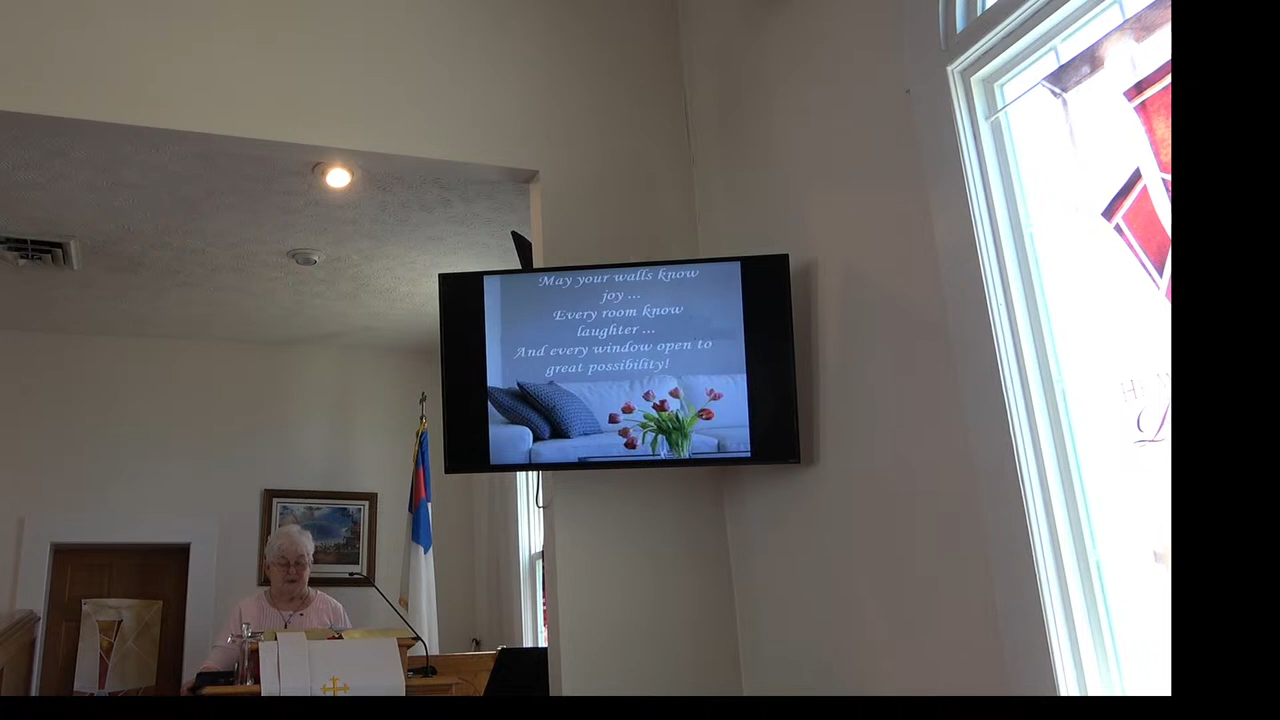 May your walls know
joy ...
Every room know
laughter ...
And every window open to
great possibility!